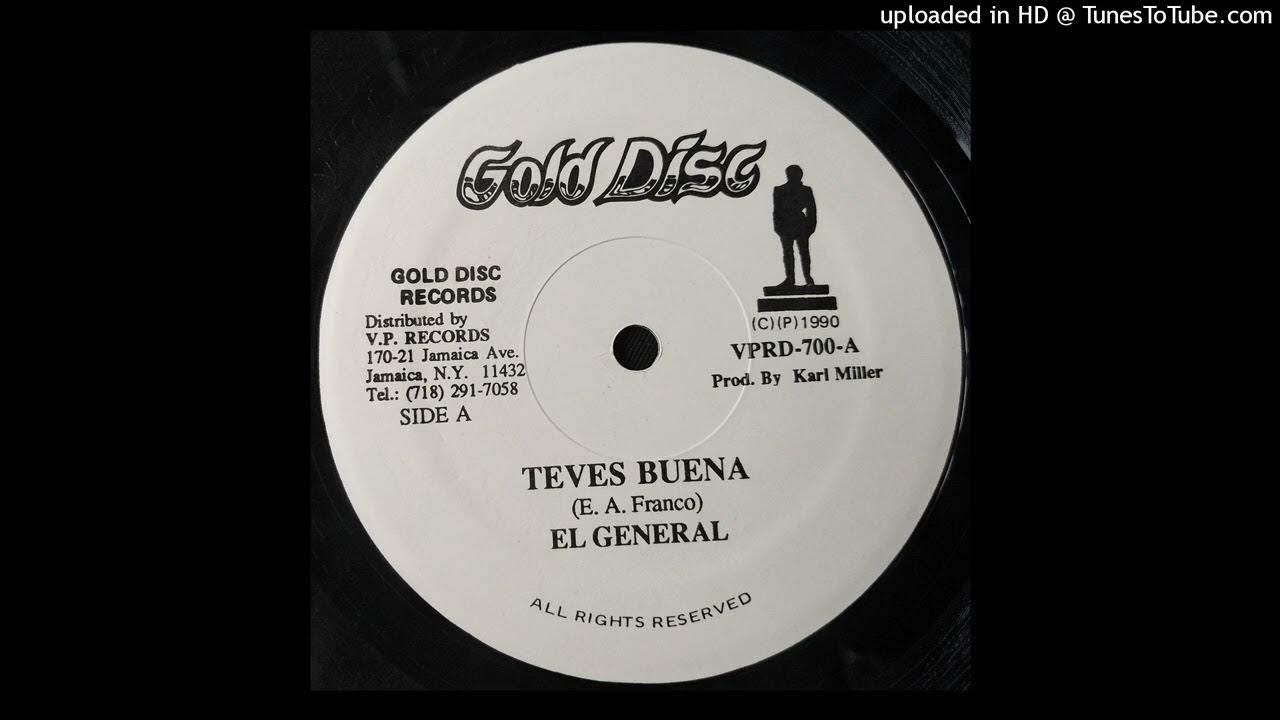 uploaded in HD @ TunesToTube.com
Gold Disc
GOLD DISC
RECORDS
Distributed by
V.P. RECORDS
170-21 Jamaica Ave.
Jamaica, N.Y. 11432
Tel.: (718) 291-7058
SIDE A
(C)(P)1990
VPRD-700-A
Prod. By Karl Miller
TEVES BUENA
(E. A. Franco)
EL GENERAL
ALL RIGHTS RESERVED